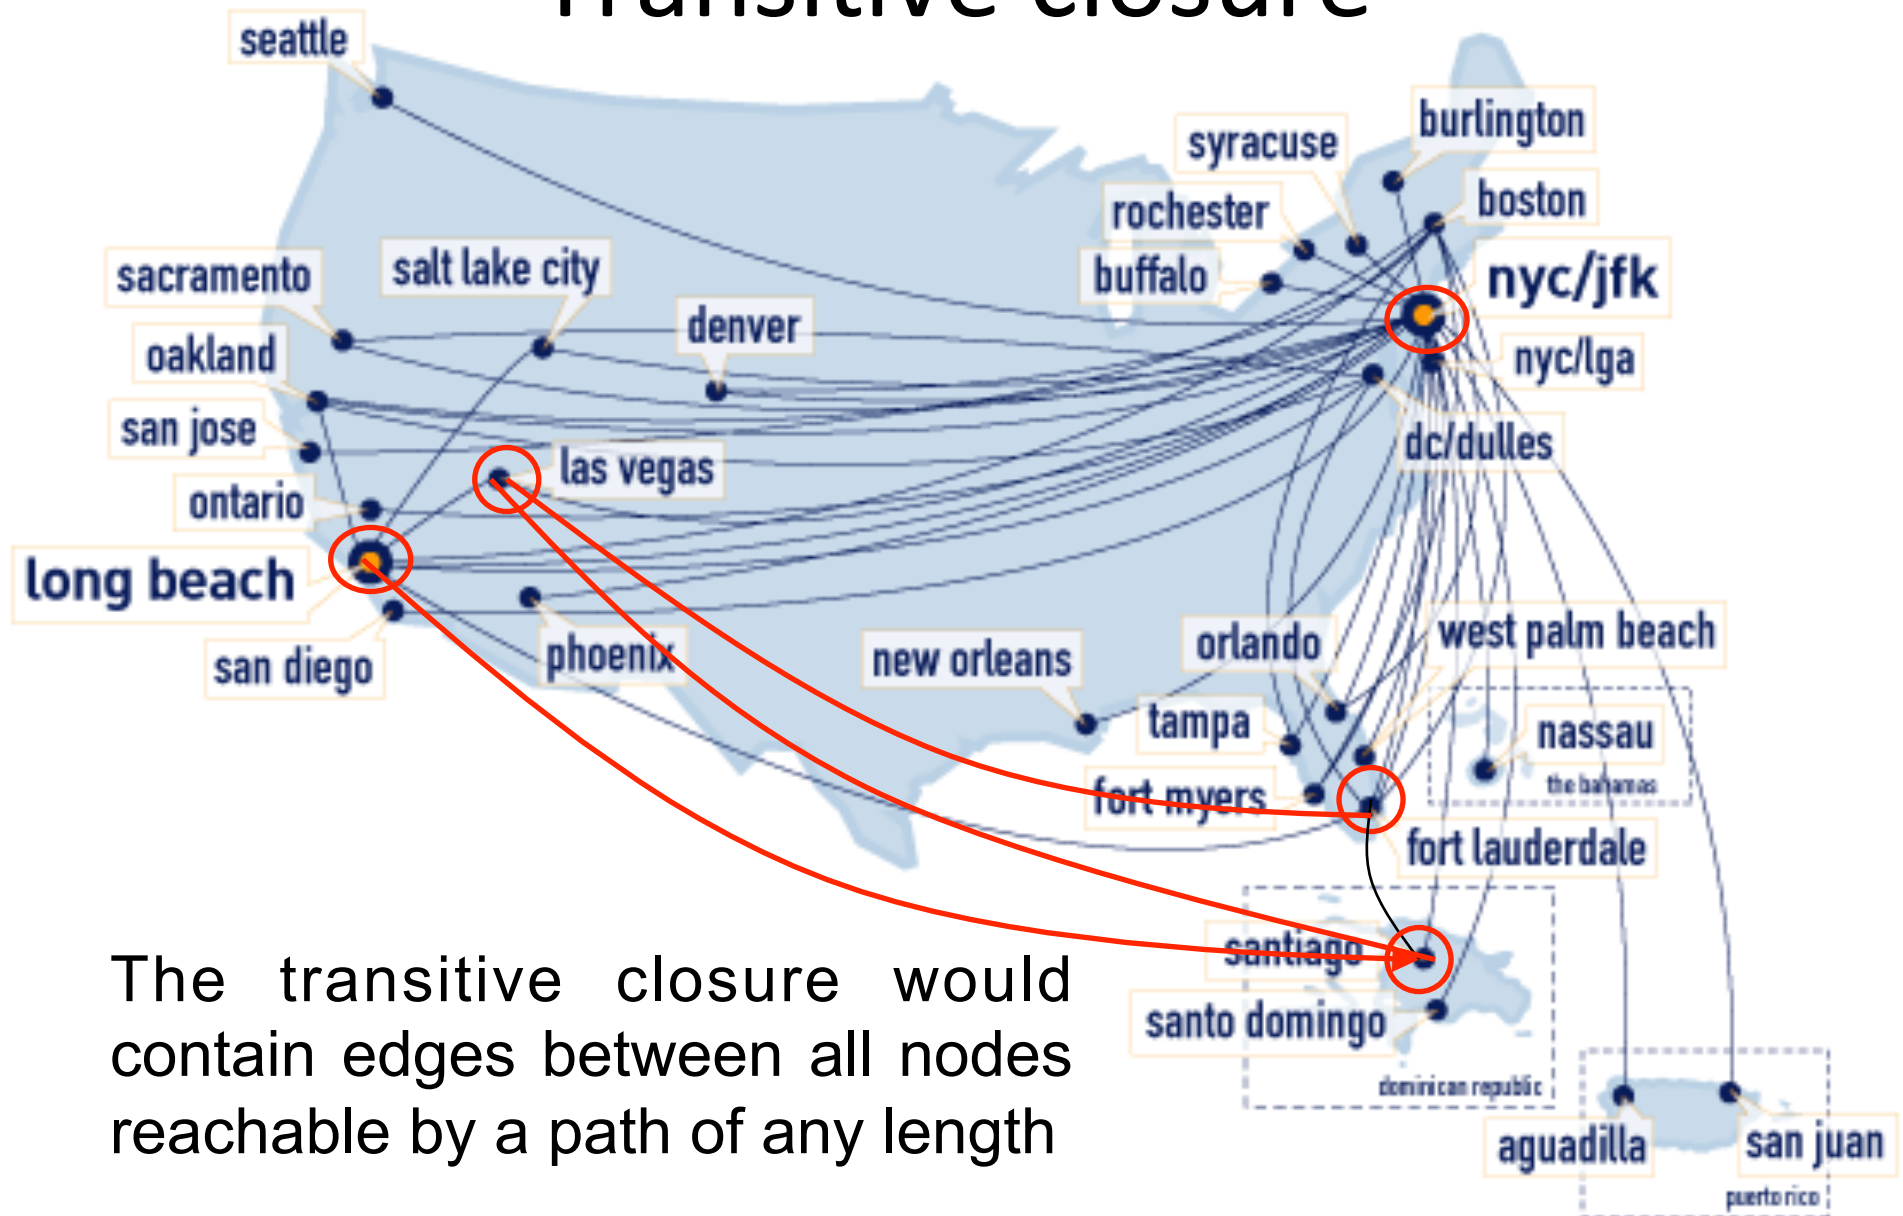 Transitive closure
seattle
burlington
syracuse
boston
rochester
sacramento
salt lake city
buffalo
nyc/jfk
denver
oakland
nyc/lga
san jose
dc/dulles
las vegas
ontario
long beach
west palm beach
orlando
phoenix
new orleans
san diego
tampa
nassau
the bahamas
fort myers
fort lauderdale
santiago
santo domingo
dominican republic
aguadilla
san juan
puerto rico
The transitive closure would
contain edges between all nodes
reachable by a path of any length